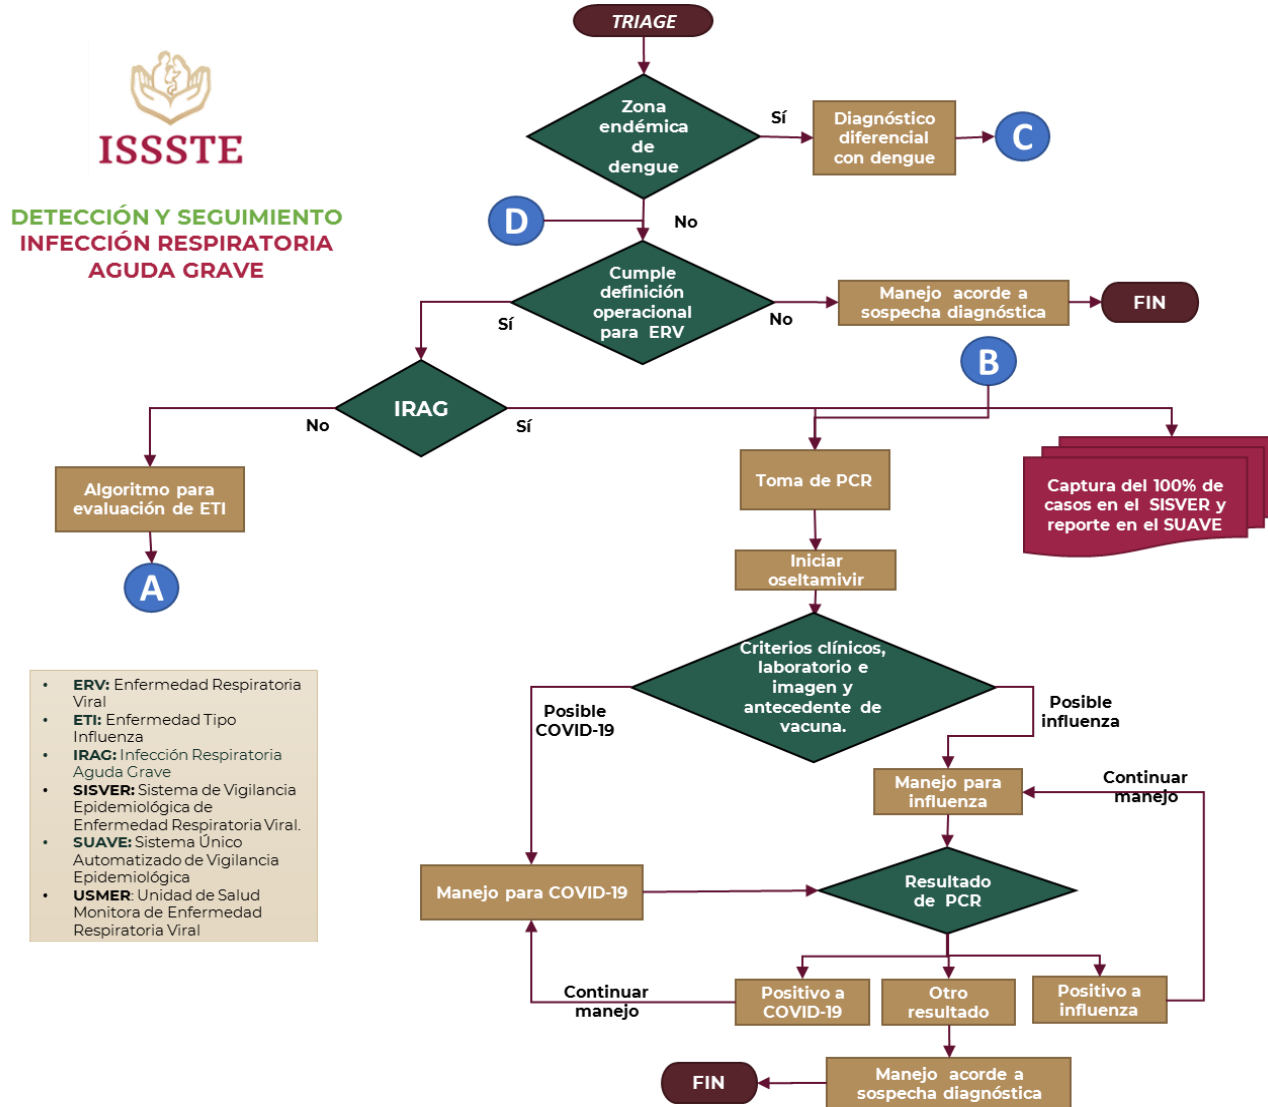 TRIAGE
ISSSTE
DETECCIÓN Y SEGUIMIENTO
INFECCIÓN RESPIRATORIA
AGUDA GRAVE
Zona
endémica
de
dengue
Sí
Diagnóstico
diferencial
con dengue
C
D
No
Cumple
definición
operacional
para ERV
Sí
No
Manejo acorde a
sospecha diagnóstica
FIN
B
IRAG
No
Sí
Algoritmo para
evaluación de ETI
A
Toma de PCR
Captura del 100% de
casos en el SISVER y
reporte en el SUAVE
Iniciar
oseltamivir
Criterios clínicos,
laboratorio e
imagen y
antecedente de
vacuna.
Posible
COVID-19
Posible
influenza
Manejo para
influenza
Continuar
manejo
Manejo para COVID-19
Resultado
de PCR
Continuar
manejo
Positivo a
COVID-19
Otro
resultado
Positivo a
influenza
Manejo acorde a
sospecha diagnóstica
FIN
• ERV: Enfermedad Respiratoria
Viral
• ETI: Enfermedad Tipo
Influenza
• IRAG: Infección Respiratoria
Aguda Grave
• SISVER: Sistema de Vigilancia
Epidemiológica de
Enfermedad Respiratoria Viral.
• SUAVE: Sistema Único
Automatizado de Vigilancia
Epidemiológica
• USMER: Unidad de Salud
Monitora de Enfermedad
Respiratoria Viral